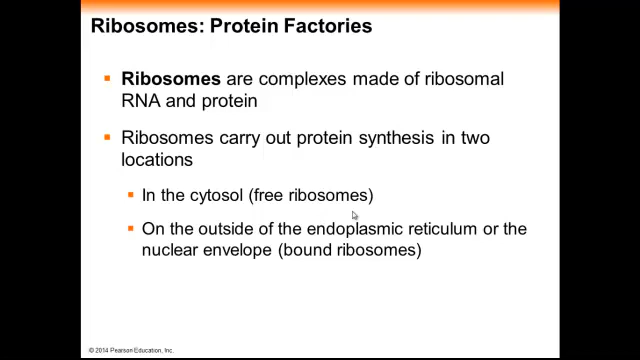 Ribosomes: Protein Factories
Ribosomes are complexes made of ribosomal
RNA and protein
Ribosomes carry out protein synthesis in two
locations
In the cytosol (free ribosomes)
On the outside of the endoplasmic reticulum or the
nuclear envelope (bound ribosomes)
© 2014 Pearson Education, Inc.